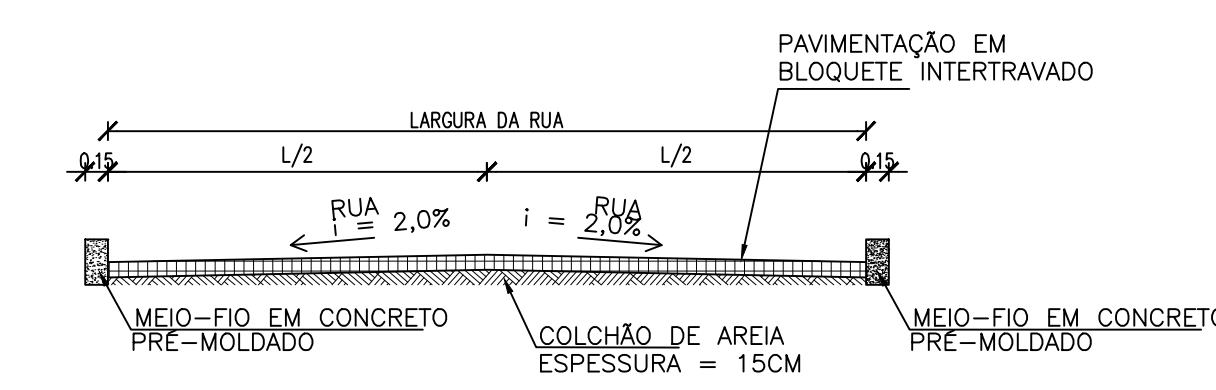 PAVIMENTAÇÃO EM
BLOQUETE INTERTRAVADO
LARGURA DA RUA
0.15 L/2 L/2 0.15
RUA RUA
i = 2,0% i = 2,0%
MEIO-FIO EM CONCRETO
PRÉ-MOLDADO
COLCHÃO DE AREIA
ESPESSURA = 15CM
MEIO-FIO EM CONCRETO
PRÉ-MOLDADO